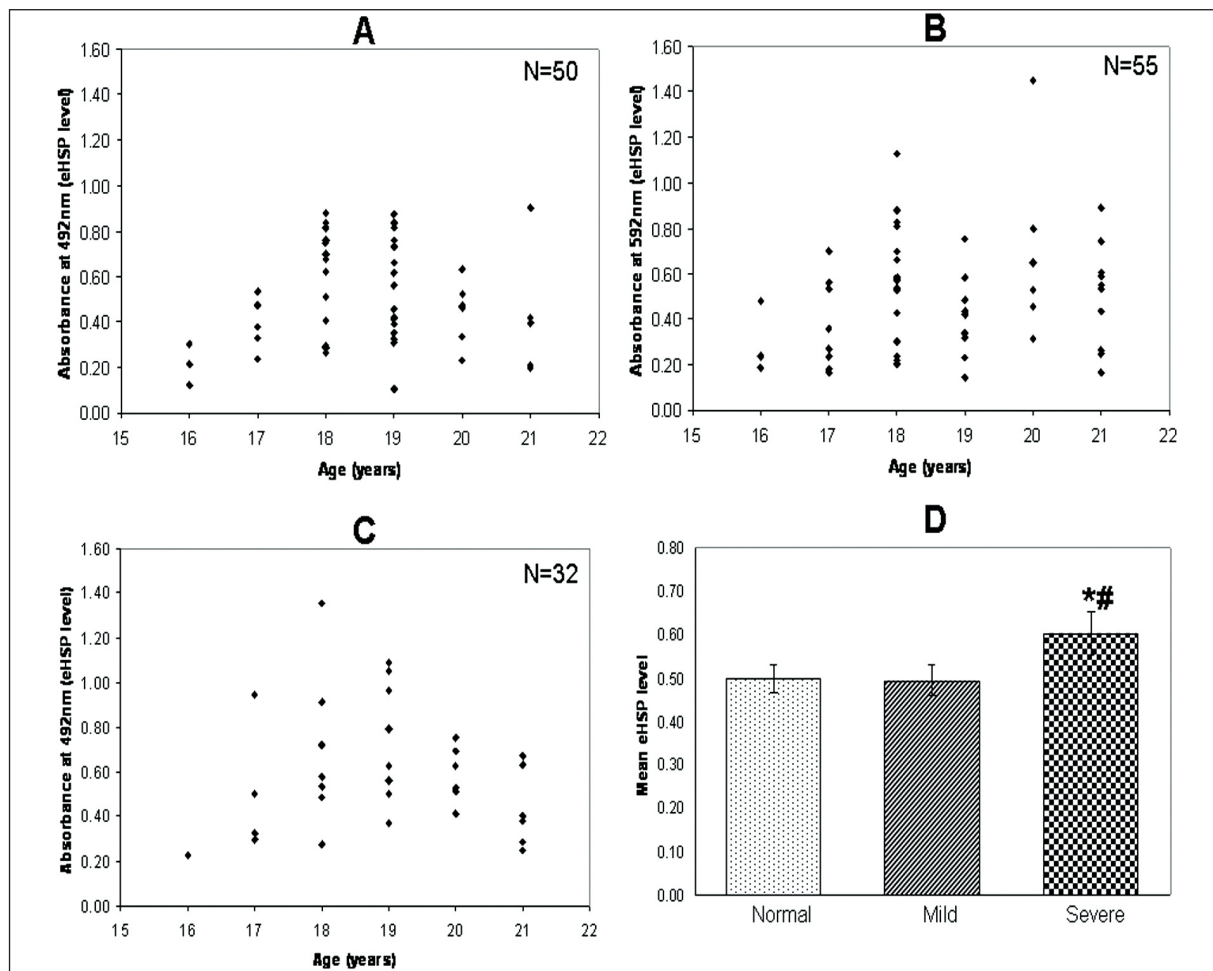 A
N=50
Absorbance at 492nm (eHSP level)
1.60
1.40
1.20
1.00
0.80
0.60
0.40
0.20
0.00
15 16 17 18 19 20 21 22
Age (years)
B
N=55
Absorbance at 592nm (eHSP level)
1.60
1.40
1.20
1.00
0.80
0.60
0.40
0.20
0.00
15 16 17 18 19 20 21 22
Age (years)
C
N=32
Absorbance at 492nm (eHSP level)
1.60
1.40
1.20
1.00
0.80
0.60
0.40
0.20
0.00
15 16 17 18 19 20 21 22
Age (years)
D
Mean eHSP level
0.80
0.70
0.60
0.50
0.40
0.30
0.20
0.10
0.00
*#
Normal Mild Severe